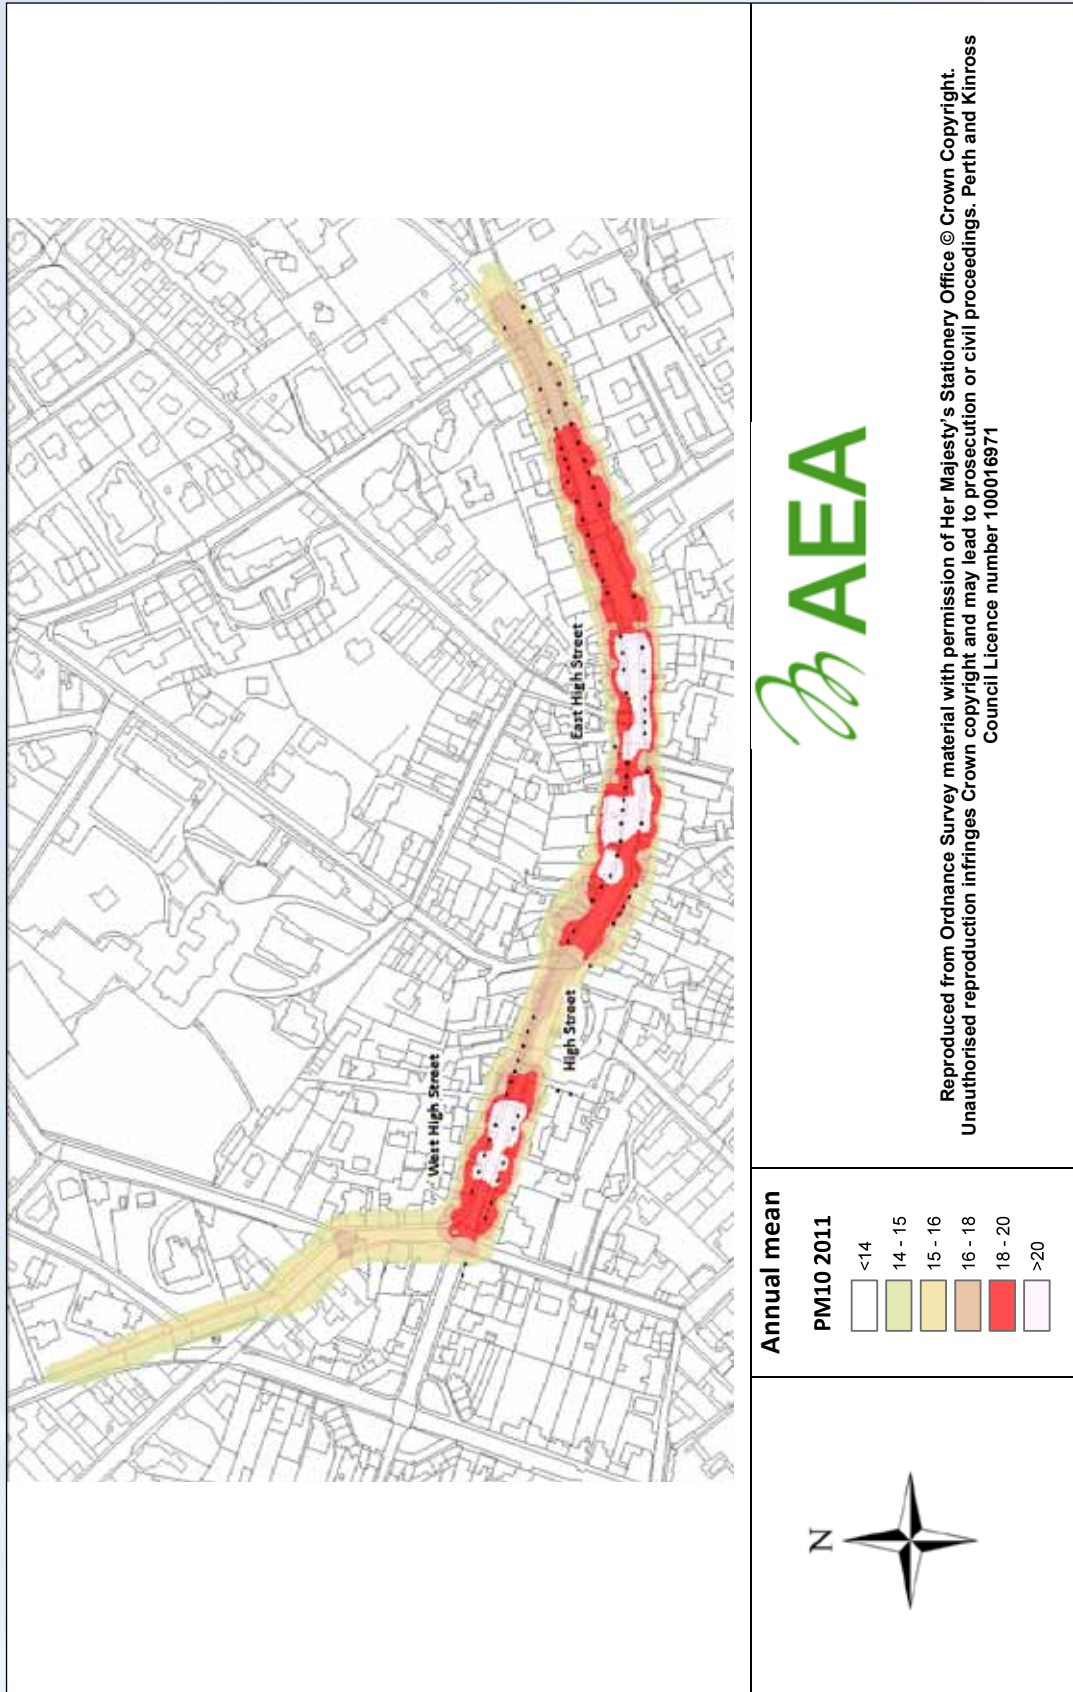 West High Street
High Street
East High Street
N
Annual mean
PM10 2011
<14
14 - 15
15 - 16
16 - 18
18 - 20
>20
AEA
Reproduced from Ordnance Survey material with permission of Her Majesty's Stationery Office © Crown Copyright.
Unauthorised reproduction infringes Crown copyright and may lead to prosecution or civil proceedings. Perth and Kinross
Council Licence number 100016971